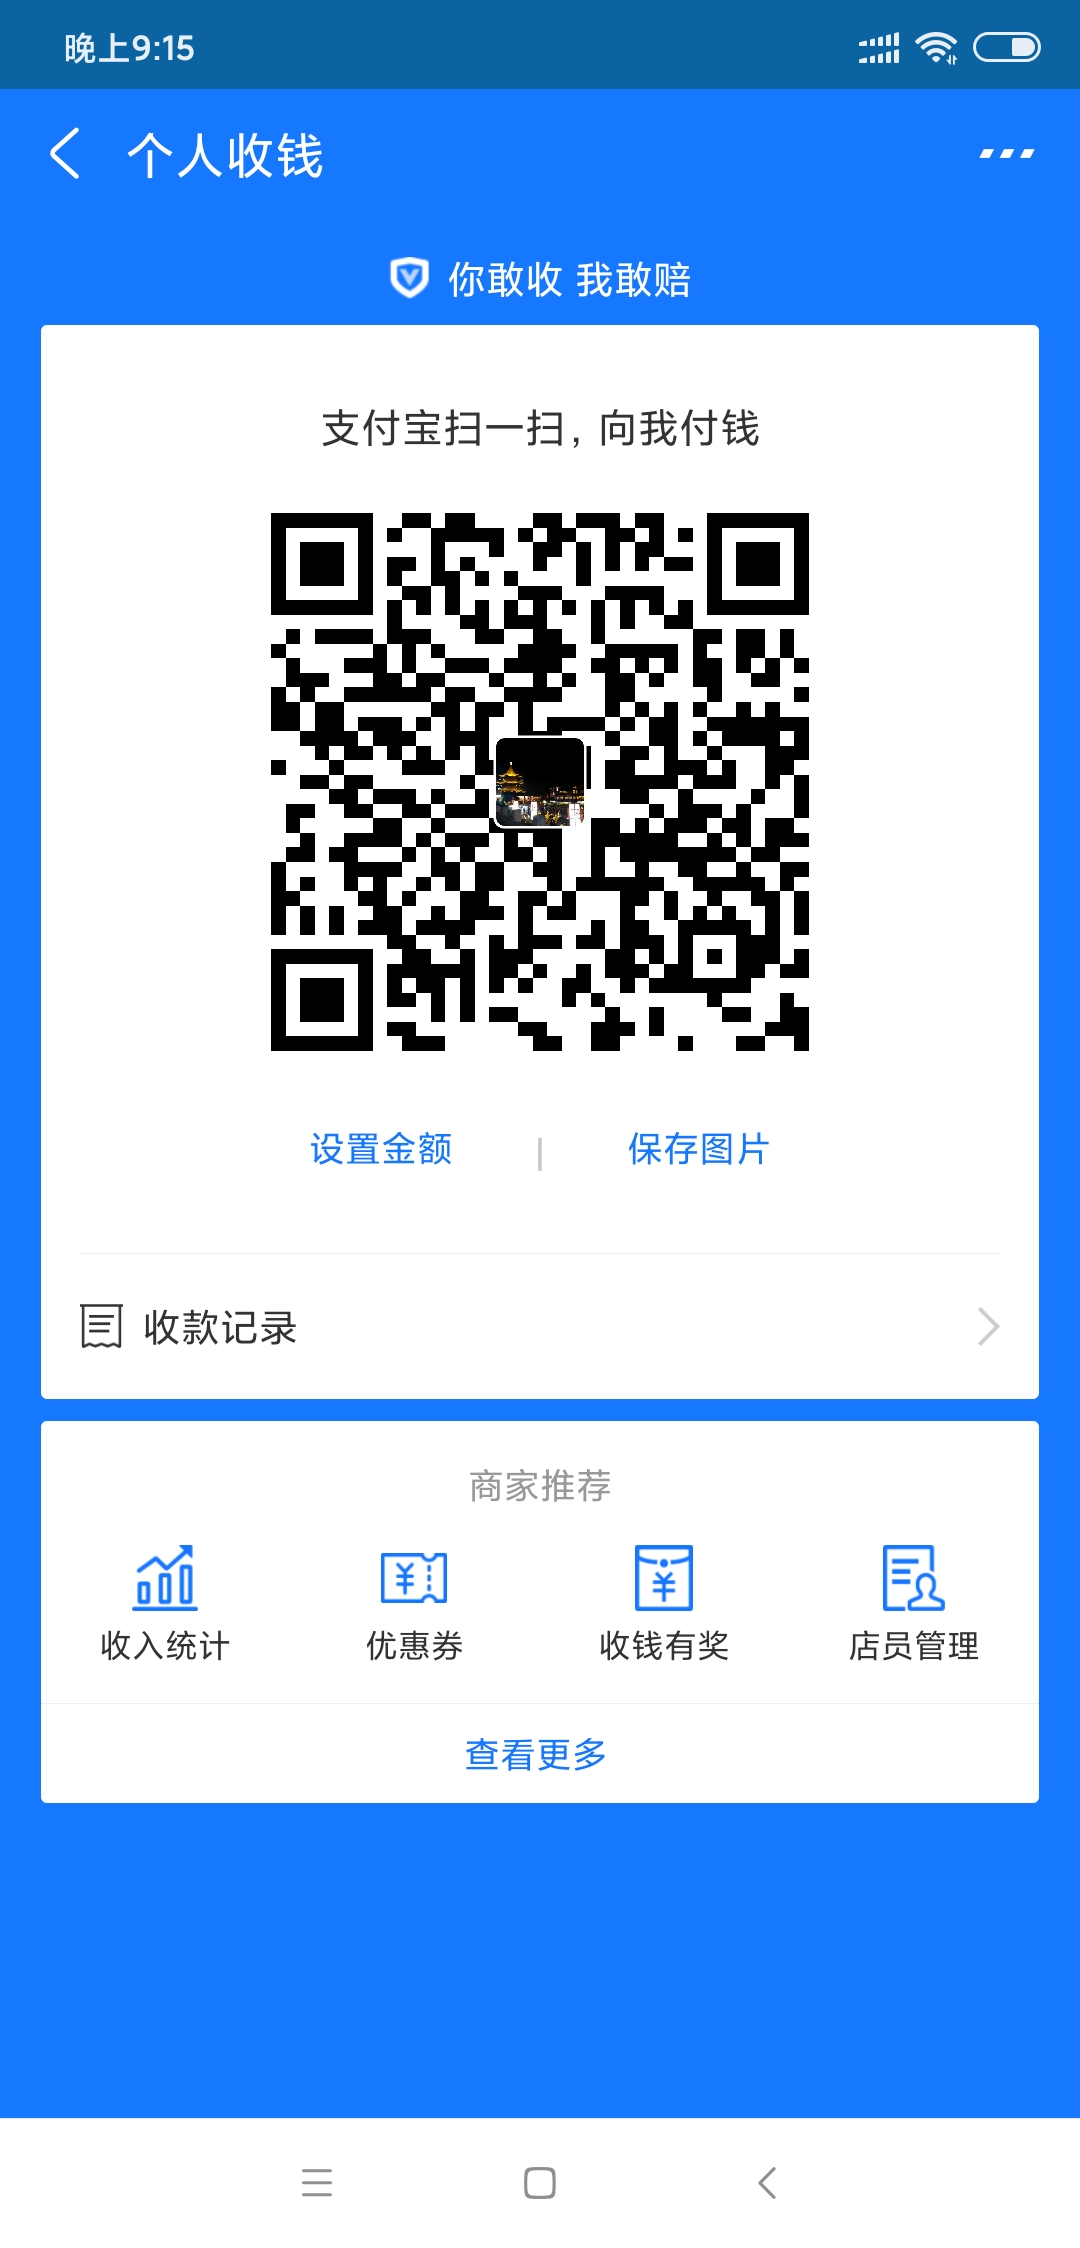 晚上9:15
个人收钱
你敢收 我敢赔
支付宝扫一扫，向我付钱
设置金额 | 保存图片
收款记录
商家推荐
收入统计 优惠券 收钱有奖 店员管理
查看更多